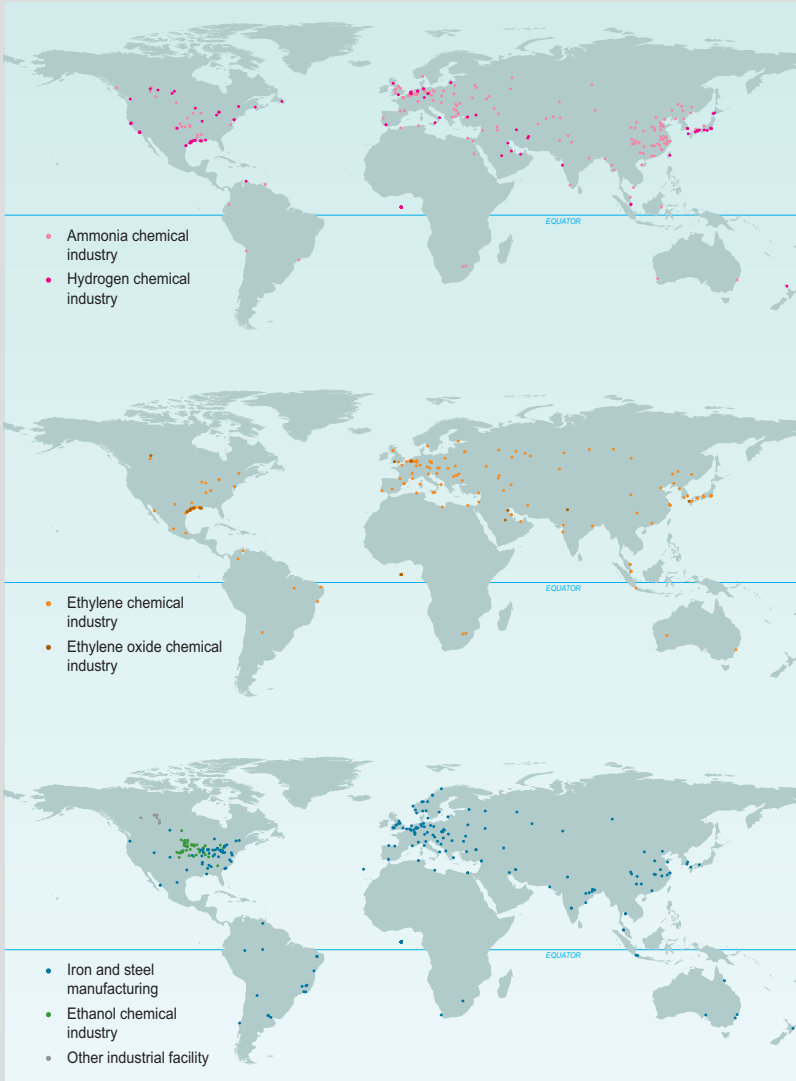 EQUATOR
Ammonia chemical
industry
Hydrogen chemical
industry
EQUATOR
Ethylene chemical
industry
Ethylene oxide chemical
industry
EQUATOR
Iron and steel
manufacturing
Ethanol chemical
industry
Other industrial facility